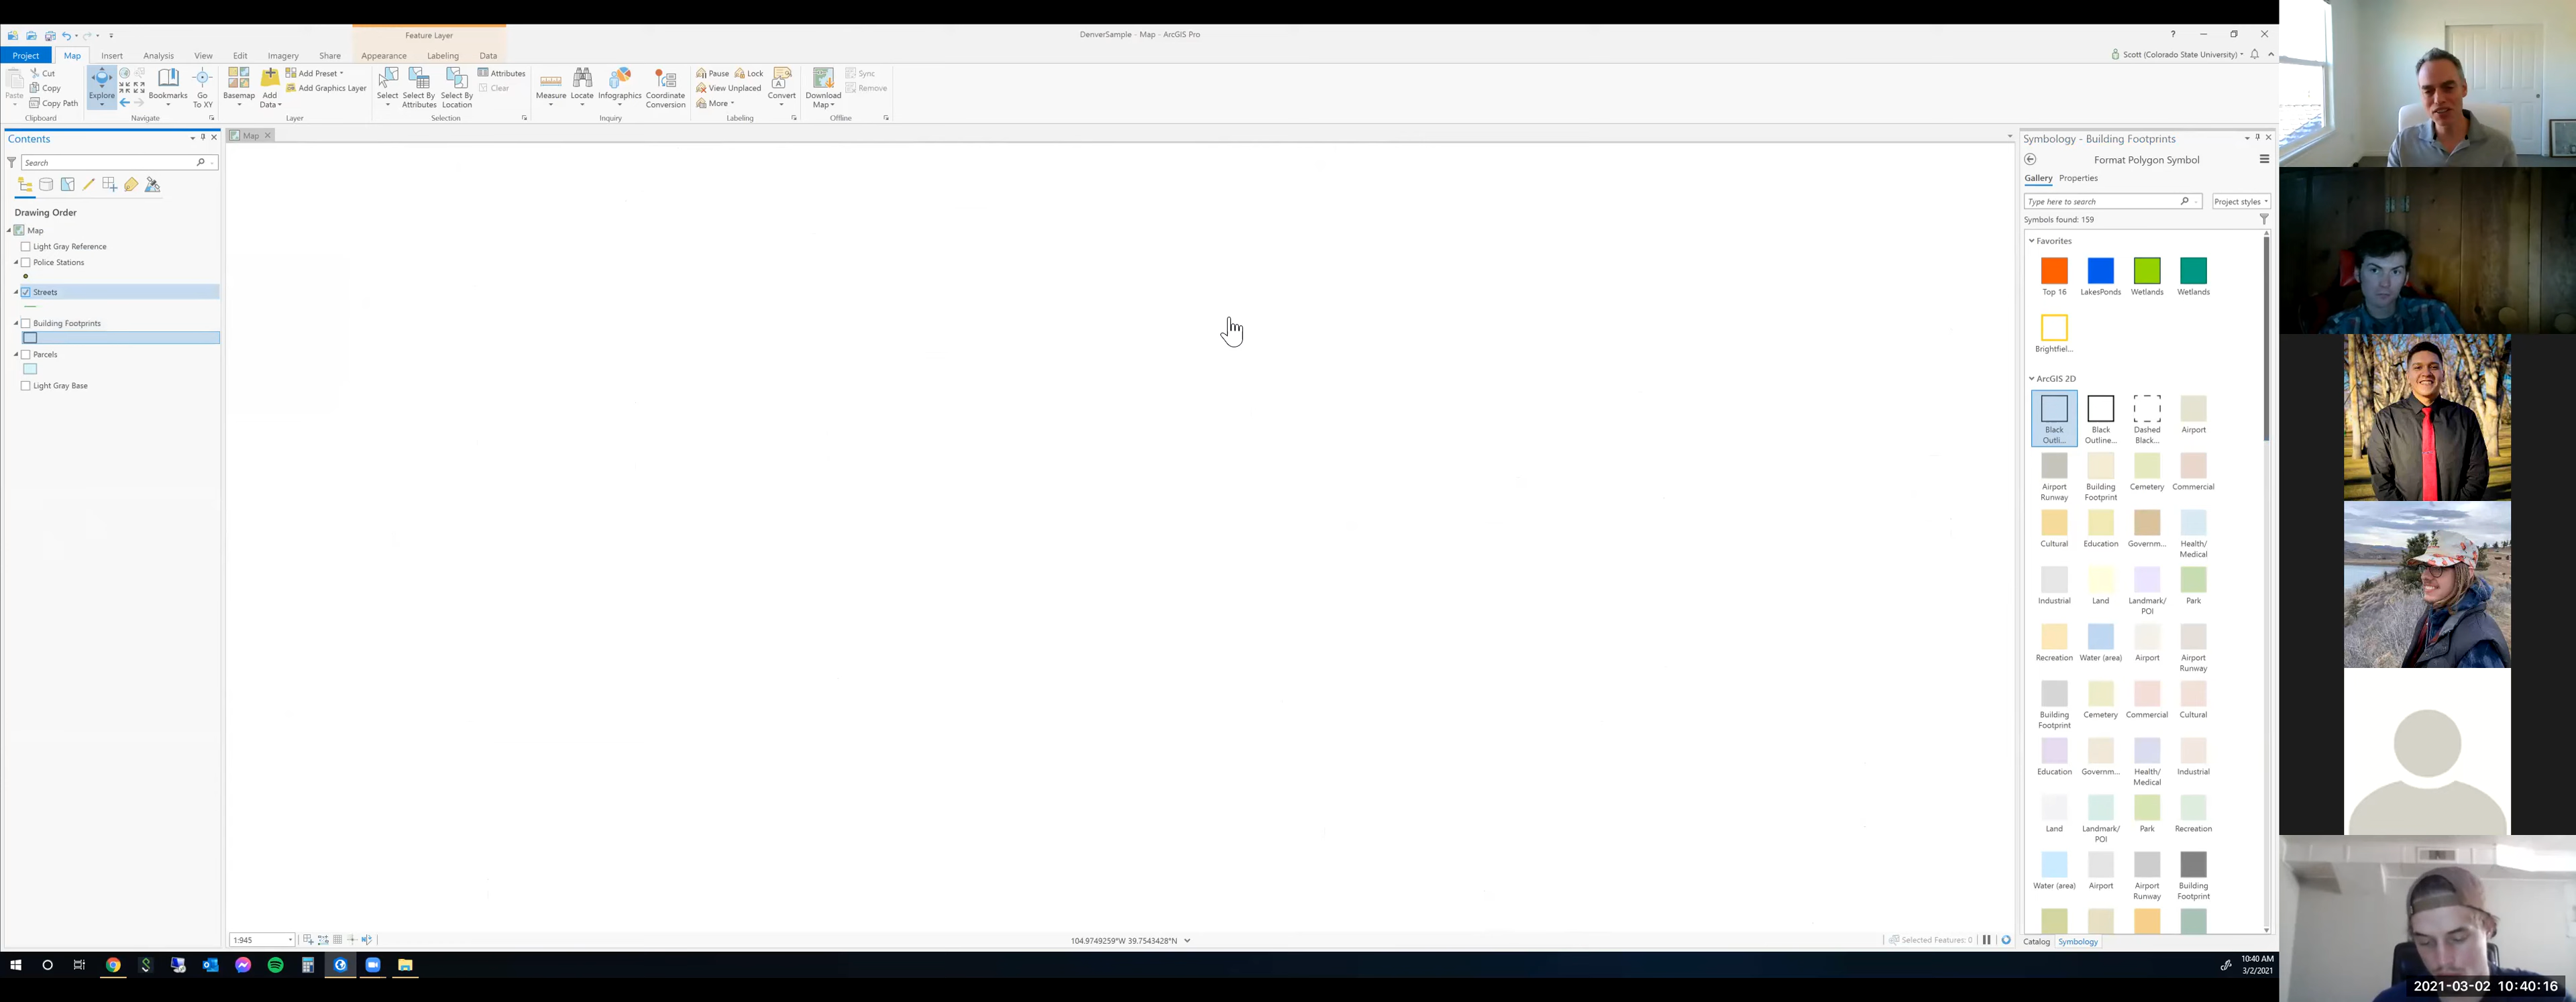 Feature Layer
DenverSample - Map - ArcGIS Pro
Project Map Insert Analysis View Edit Imagery Share Appearance Labeling Data
Scott (Colorado State University)
Paste
Cut
Copy
Copy Path
Clipboard
Explore
Bookmarks
Go To XY
Navigate
Basemap
Add Data
Add Preset
Add Graphics Layer
Layer
Select
Select By Attributes
Select By Location
Attributes
Clear
Selection
Measure
Locate
Infographics
Coordinate Conversion
Inquiry
Pause
Lock
View Unplaced
More
Convert
Labeling
Download Map
Sync
Remove
Offline
Contents
Search
Drawing Order
Map
Light Gray Reference
Police Stations
Streets
Building Footprints
Parcels
Light Gray Base
Map
1:945
104.9749259°W 39.7543428°N
Selected Features: 0
Symbology - Building Footprints
Format Polygon Symbol
Gallery Properties
Type here to search
Project styles
Symbols found: 159
Favorites
Top 16 LakesPonds Wetlands Wetlands
Brightfiel...
ArcGIS 2D
Black Outli... Black Outline... Dashed Black... Airport
Airport Runway Building Footprint Cemetery Commercial
Cultural Education Governm... Health/ Medical
Industrial Land Landmark/ POI Park
Recreation Water (area) Airport Airport Runway
Building Footprint Cemetery Commercial Cultural
Education Governm... Health/ Medical Industrial
Land Landmark/ POI Park Recreation
Water (area) Airport Airport Runway Building Footprint
Catalog Symbology
10:40 AM
3/2/2021
2021-03-02 10:40:16